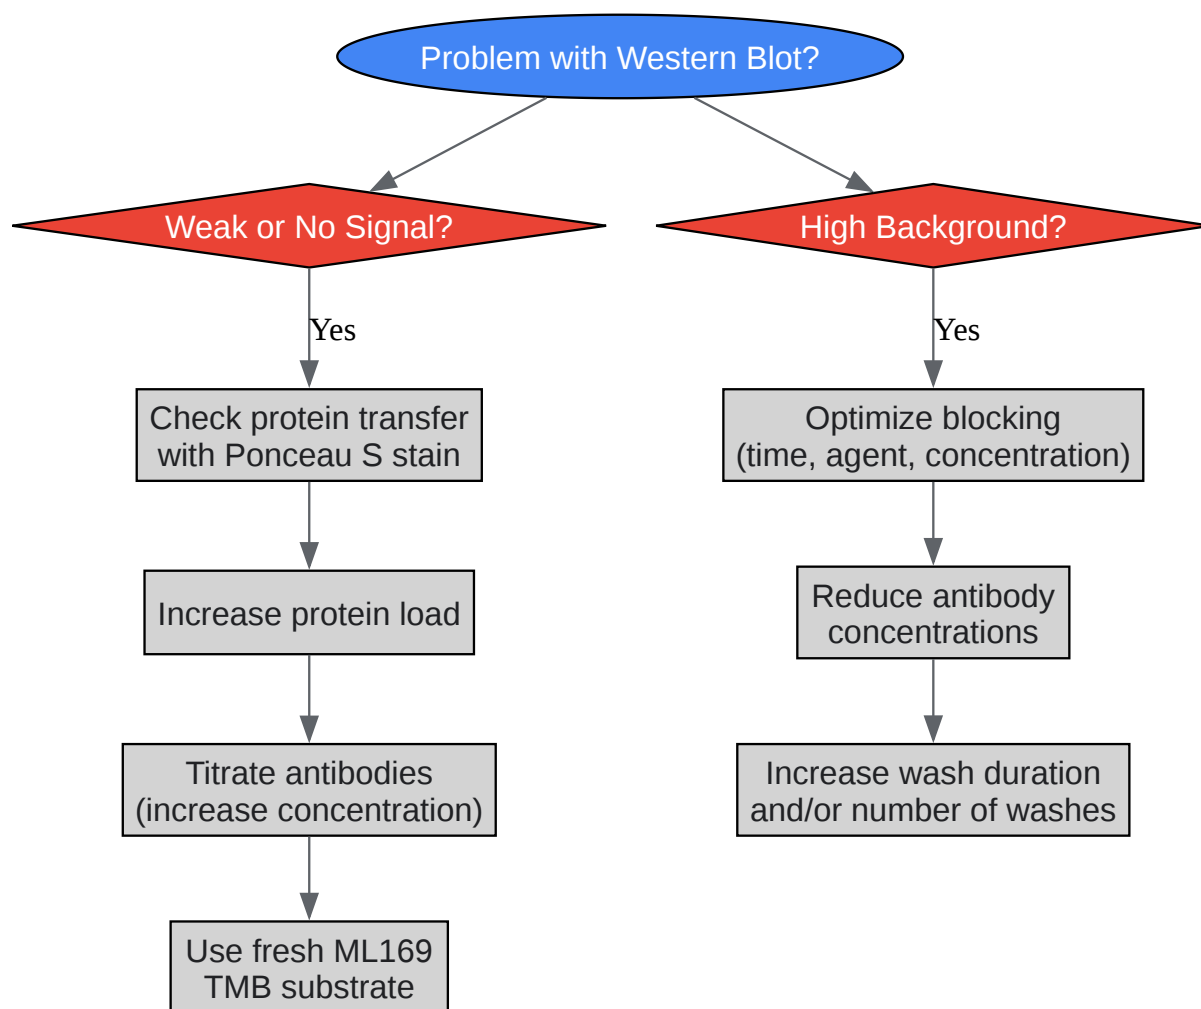 Problem with Western Blot?
Weak or No Signal?
High Background?
Yes
Yes
Check protein transfer
with Ponceau S stain
Optimize blocking
(time, agent, concentration)
Increase protein load
Reduce antibody
concentrations
Titrate antibodies
(increase concentration)
Increase wash duration
and/or number of washes
Use fresh ML169
TMB substrate